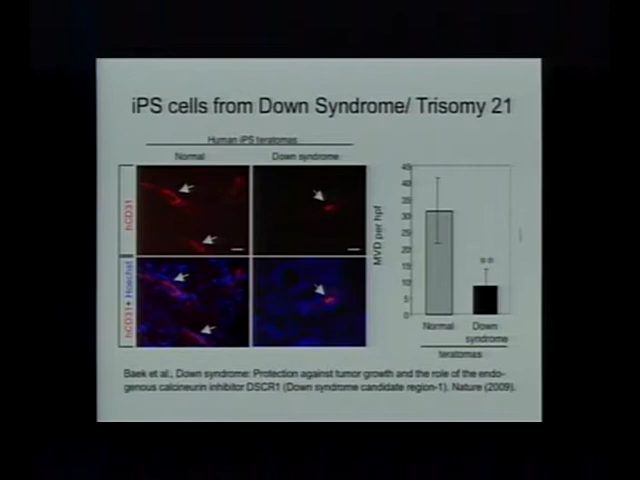 iPS cells from Down Syndrome/ Trisomy 21
Human iPS teratomas
Normal Down syndrome
hCD31
hCD31+ Hoechst
MVD per hpf
45
40
35
30
25
20
15
10
5
0
**
Normal Down
syndrome
teratomas
Baek et al., Down syndrome: Protection against tumor growth and the role of the endo-
genous calcineurin inhibitor DSCR1 (Down syndrome candidate region-1). Nature (2009).